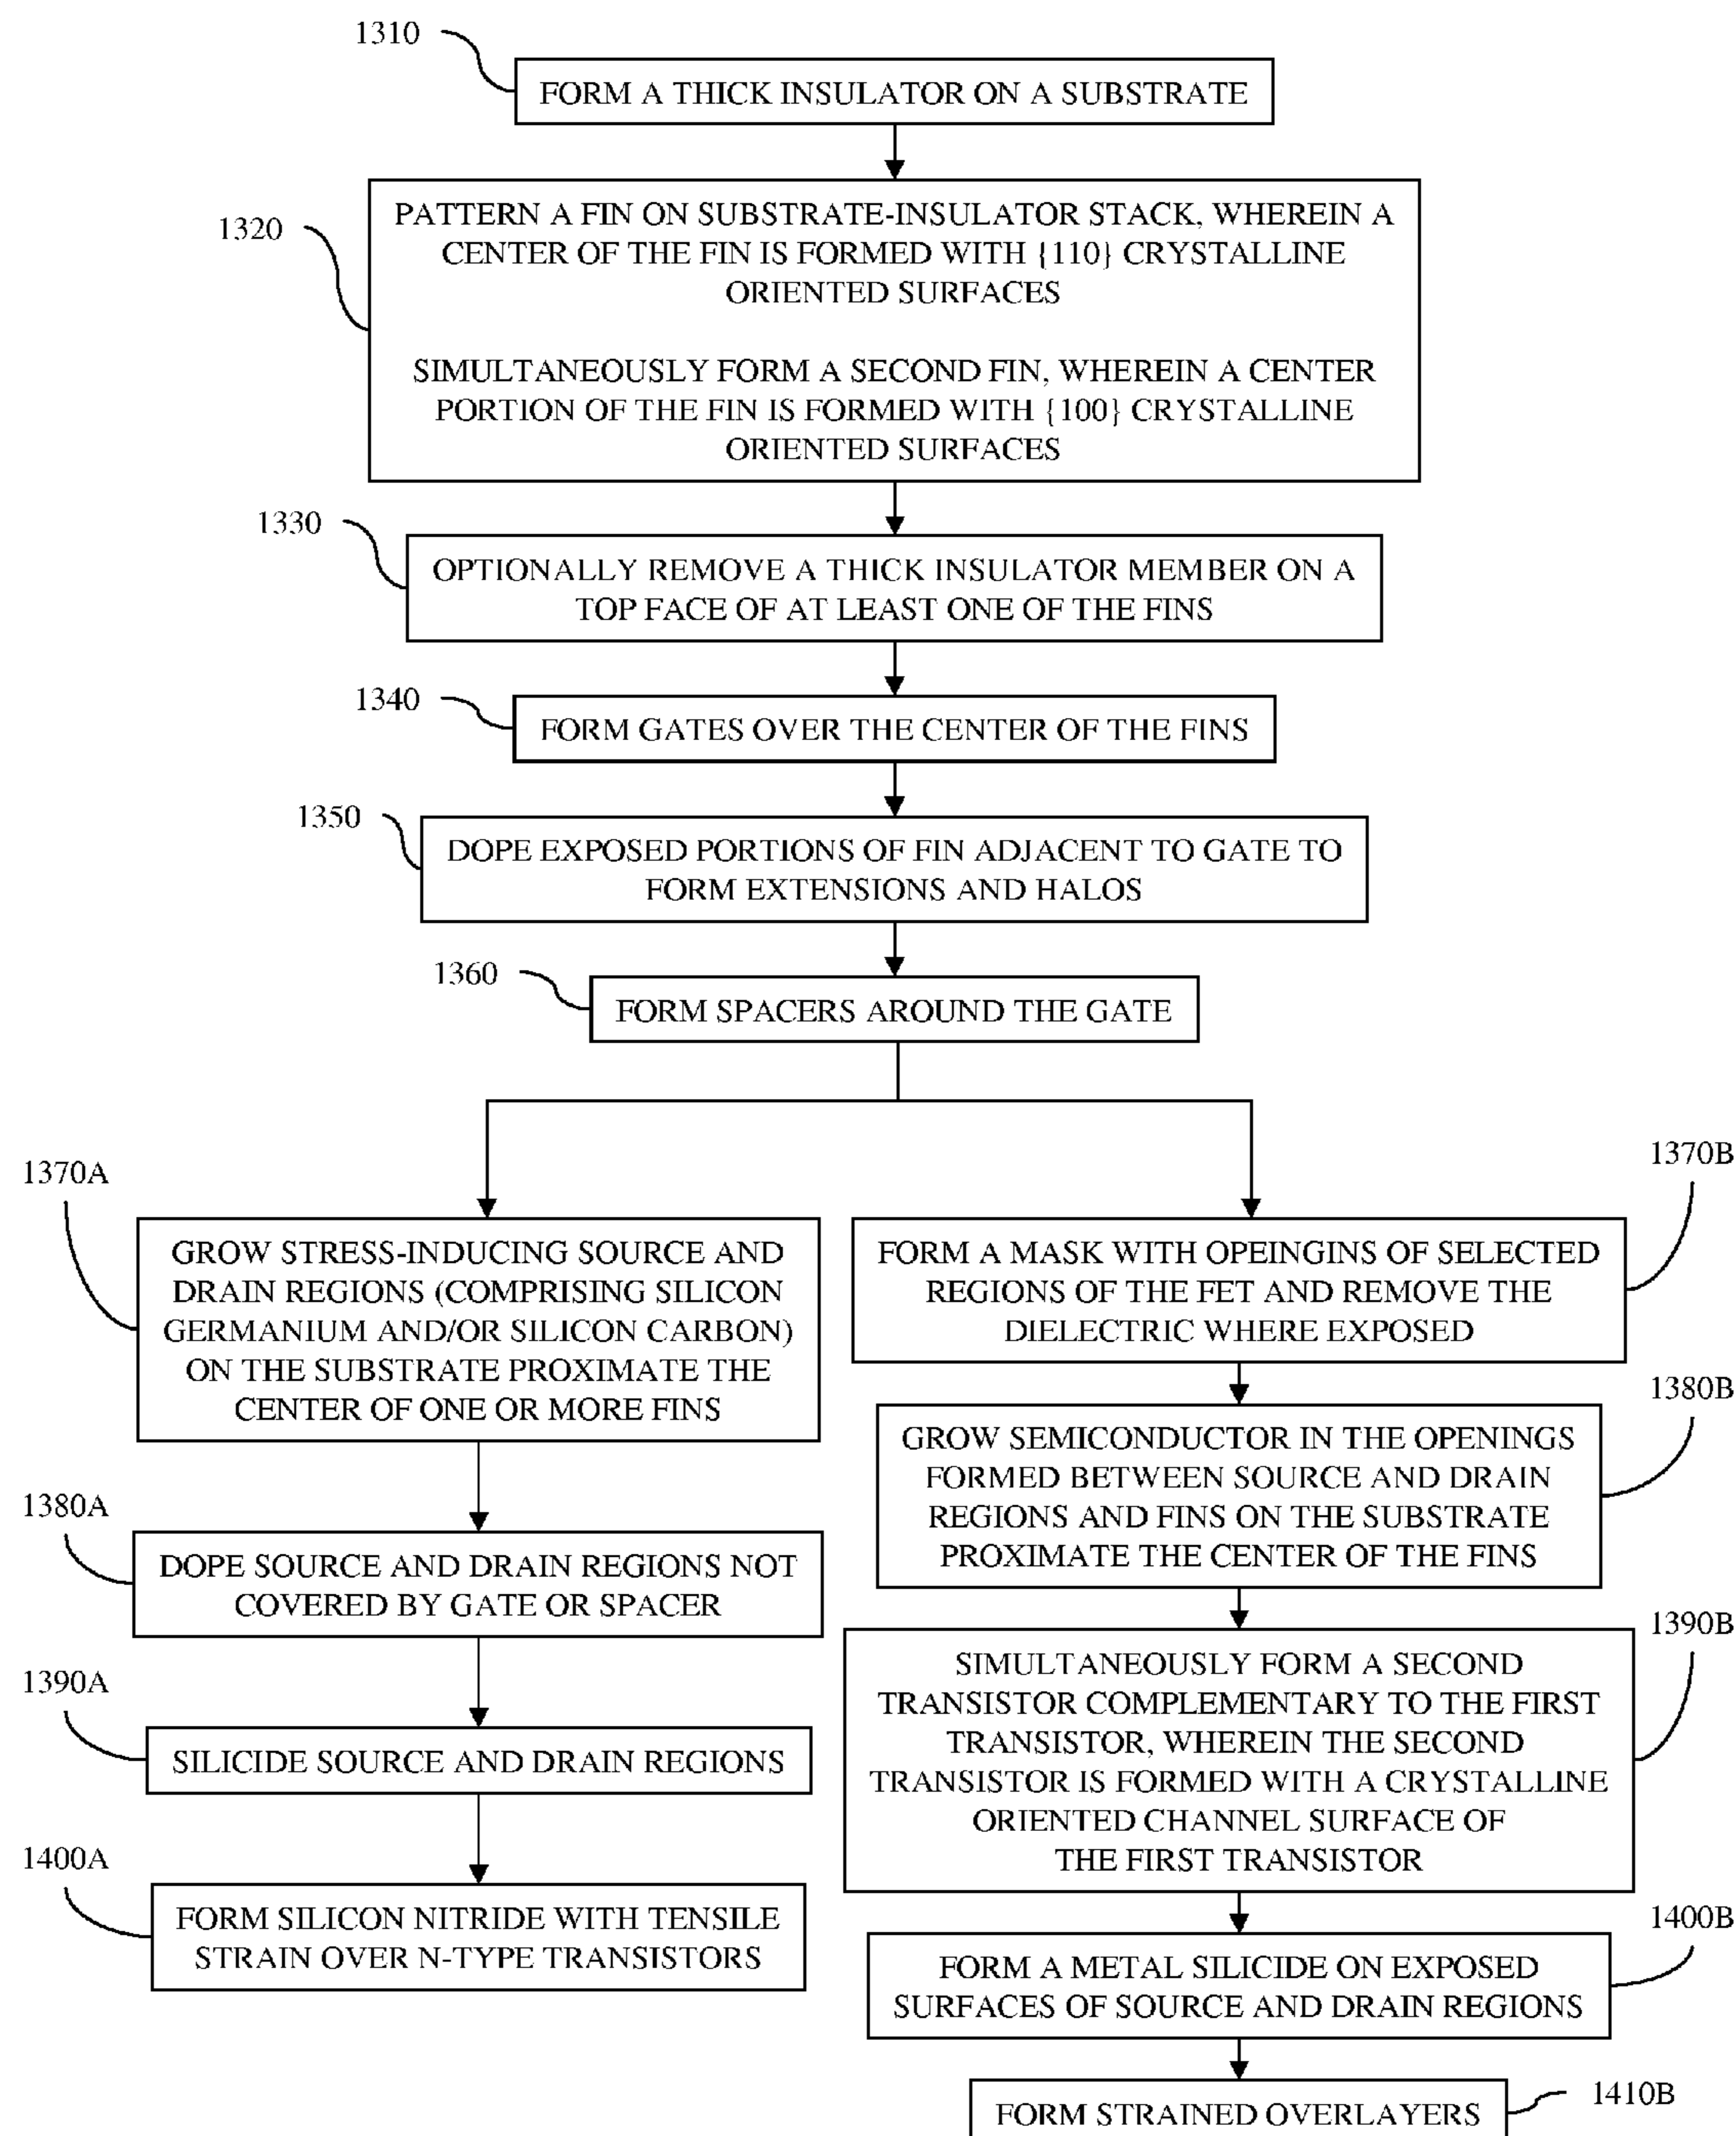 1310
FORM A THICK INSULATOR ON A SUBSTRATE
1320
PATTERN A FIN ON SUBSTRATE-INSULATOR STACK, WHEREIN A
CENTER OF THE FIN IS FORMED WITH {110} CRYSTALLINE
ORIENTED SURFACES
SIMULTANEOUSLY FORM A SECOND FIN, WHEREIN A CENTER
PORTION OF THE FIN IS FORMED WITH {100} CRYSTALLINE
ORIENTED SURFACES
1330
OPTIONALLY REMOVE A THICK INSULATOR MEMBER ON A
TOP FACE OF AT LEAST ONE OF THE FINS
1340
FORM GATES OVER THE CENTER OF THE FINS
1350
DOPE EXPOSED PORTIONS OF FIN ADJACENT TO GATE TO
FORM EXTENSIONS AND HALOS
1360
FORM SPACERS AROUND THE GATE
1370A
GROW STRESS-INDUCING SOURCE AND
DRAIN REGIONS (COMPRISING SILICON
GERMANIUM AND/OR SILICON CARBON)
ON THE SUBSTRATE PROXIMATE THE
CENTER OF ONE OR MORE FINS
1380A
DOPE SOURCE AND DRAIN REGIONS NOT
COVERED BY GATE OR SPACER
1390A
SILICIDE SOURCE AND DRAIN REGIONS
1400A
FORM SILICON NITRIDE WITH TENSILE
STRAIN OVER N-TYPE TRANSISTORS
1370B
FORM A MASK WITH OPEINGINS OF SELECTED
REGIONS OF THE FET AND REMOVE THE
DIELECTRIC WHERE EXPOSED
1380B
GROW SEMICONDUCTOR IN THE OPENINGS
FORMED BETWEEN SOURCE AND DRAIN
REGIONS AND FINS ON THE SUBSTRATE
PROXIMATE THE CENTER OF THE FINS
1390B
SIMULTANEOUSLY FORM A SECOND
TRANSISTOR COMPLEMENTARY TO THE FIRST
TRANSISTOR, WHEREIN THE SECOND
TRANSISTOR IS FORMED WITH A CRYSTALLINE
ORIENTED CHANNEL SURFACE OF
THE FIRST TRANSISTOR
1400B
FORM A METAL SILICIDE ON EXPOSED
SURFACES OF SOURCE AND DRAIN REGIONS
1410B
FORM STRAINED OVERLAYERS